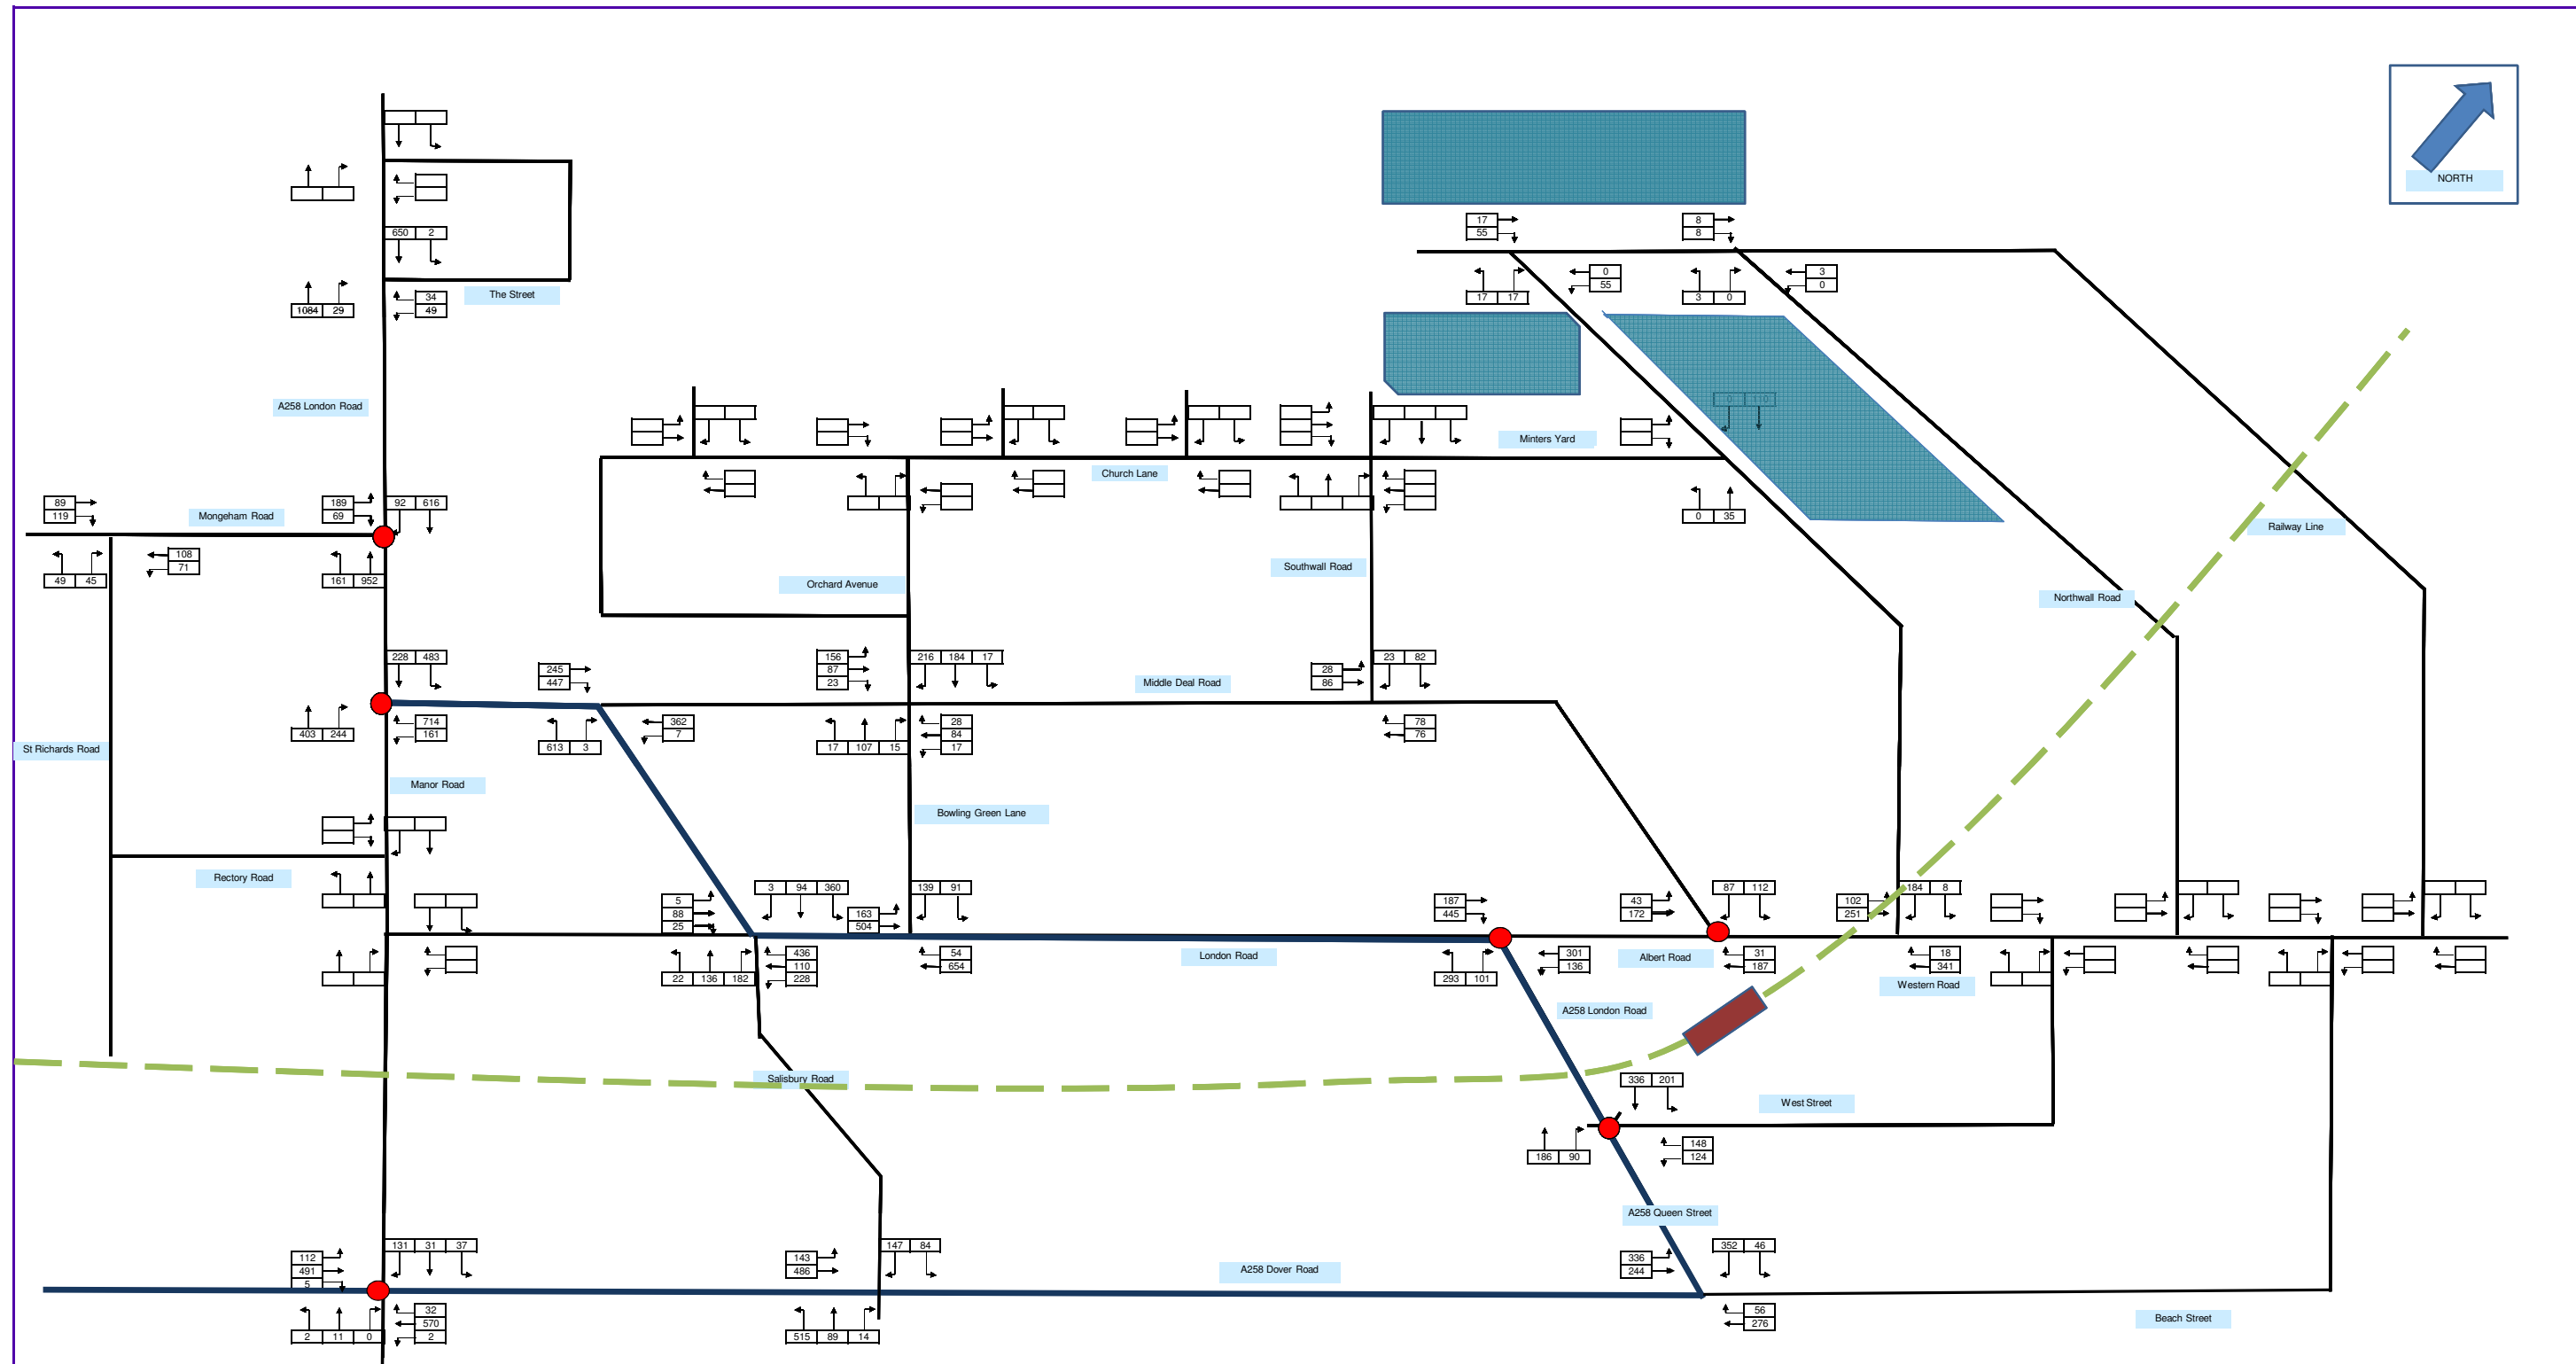 NORTH
17
55
8
8
0
55
3
0
17 17
3 0
650 2
The Street
34
49
1084 29
A258 London Road
0 110
Minters Yard
Church Lane
89
119
Mongeham Road
189
69
92 616
0 35
Railway Line
108
71
49 45
161 952
Orchard Avenue
Southwall Road
Northwall Road
228 483
245
447
156
87
23
216 184 17
28
86
23 82
Middle Deal Road
403 244
714
161
613 3
362
7
17 107 15
28
84
17
78
76
St Richards Road
Manor Road
Bowling Green Lane
Rectory Road
5
88
25
3 94 360
163
504
139 91
187
445
43
172
87 112
102
251
184 8
22 136 182
436
110
228
54
654
London Road
293 101
301
136
Albert Road
31
187
18
341
Western Road
A258 London Road
Salisbury Road
336 201
West Street
186 90
148
124
A258 Queen Street
112
491
5
131 31 37
143
486
147 84
A258 Dover Road
336
244
352 46
2 11 0
32
570
2
515 89 14
56
276
Beach Street